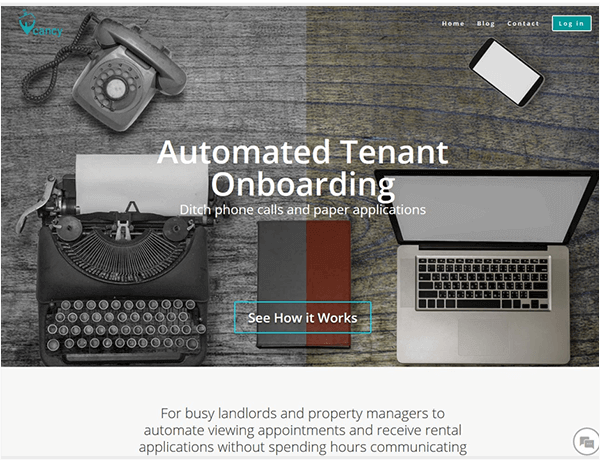 Home Blog Contact Log in
Automated Tenant
Onboarding
Ditch phone calls and paper applications
See How it Works
For busy landlords and property managers to
automate viewing appointments and receive rental
applications without spending hours communicating